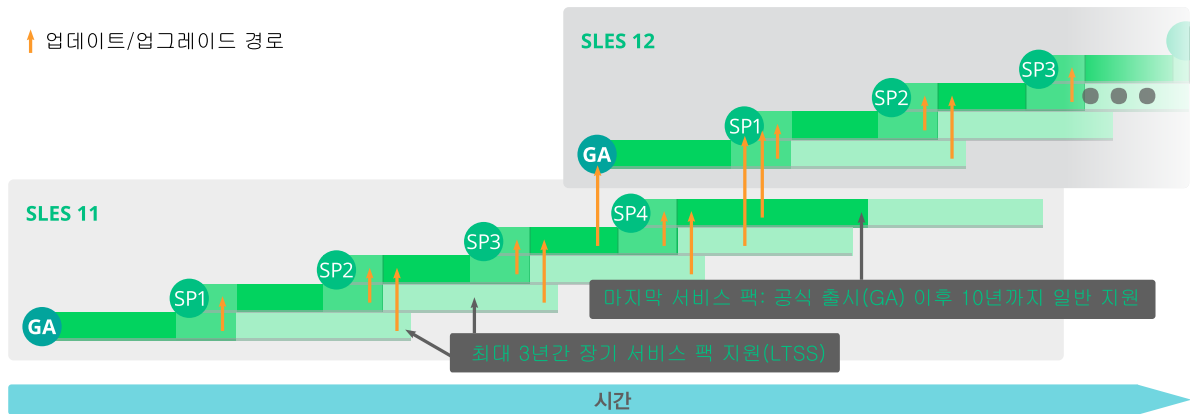 업데이트/업그레이드 경로
SLES 12
SP3
SP2
SP1
GA
SLES 11
SP4
SP3
SP2
SP1
GA
마지막 서비스 팩: 공식 출시(GA) 이후 10년까지 일반 지원
최대 3년간 장기 서비스 팩 지원(LTSS)
시간